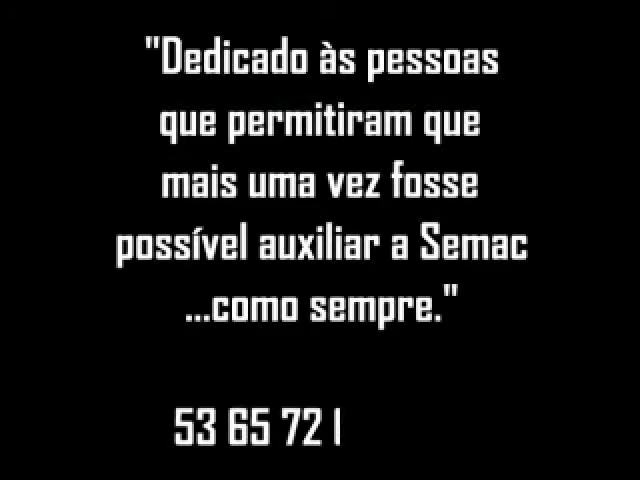 "Dedicado às pessoas
que permitiram que
mais uma vez fosse
possível auxiliar a Semac
...como sempre."
53 65 72 l